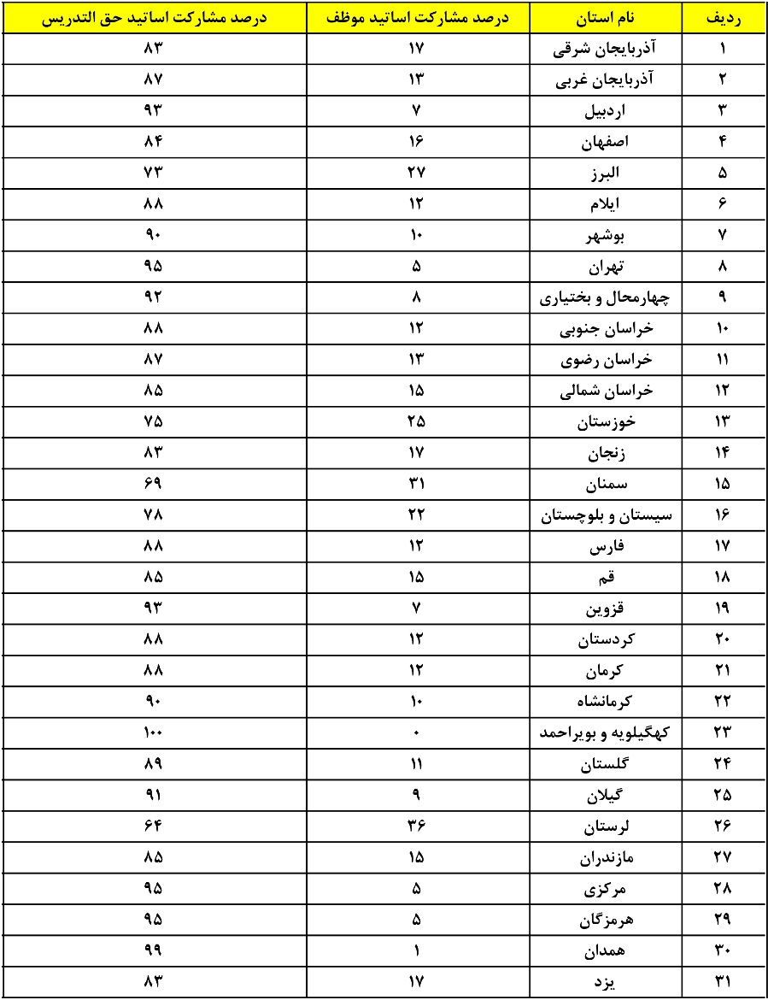 ردیف نام استان درصد مشارکت اساتید موظف درصد مشارکت اساتید حق التدریس
۱ آذربایجان شرقی ۱۷ ۸۳
۲ آذربایجان غربی ۱۳ ۸۷
۳ اردبیل ۷ ۹۳
۴ اصفهان ۱۶ ۸۴
۵ البرز ۲۷ ۷۳
۶ ایلام ۱۲ ۸۸
۷ بوشهر ۱۰ ۹۰
۸ تهران ۵ ۹۵
۹ چهارمحال و بختیاری ۸ ۹۲
۱۰ خراسان جنوبی ۱۲ ۸۸
۱۱ خراسان رضوی ۱۳ ۸۷
۱۲ خراسان شمالی ۱۵ ۸۵
۱۳ خوزستان ۲۵ ۷۵
۱۴ زنجان ۱۷ ۸۳
۱۵ سمنان ۳۱ ۶۹
۱۶ سیستان و بلوچستان ۲۲ ۷۸
۱۷ فارس ۱۲ ۸۸
۱۸ قم ۱۵ ۸۵
۱۹ قزوین ۷ ۹۳
۲۰ کردستان ۱۲ ۸۸
۲۱ کرمان ۱۲ ۸۸
۲۲ کرمانشاه ۱۰ ۹۰
۲۳ کهگیلویه و بویراحمد ۰ ۱۰۰
۲۴ گلستان ۱۱ ۸۹
۲۵ گیلان ۹ ۹۱
۲۶ لرستان ۳۶ ۶۴
۲۷ مازندران ۱۵ ۸۵
۲۸ مرکزی ۵ ۹۵
۲۹ هرمزگان ۵ ۹۵
۳۰ همدان ۱ ۹۹
۳۱ یزد ۱۷ ۸۳